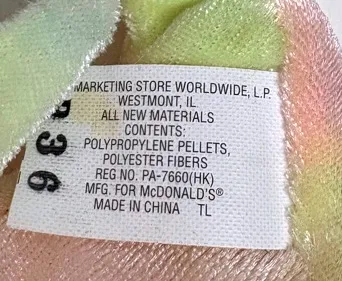 MARKETING STORE WORLDWIDE, L.P.
WESTMONT, IL
ALL NEW MATERIALS
CONTENTS:
POLYPROPYLENE PELLETS,
POLYESTER FIBERS
REG NO. PA-7660(HK)
MFG. FOR McDONALD'S®
MADE IN CHINA TL
336